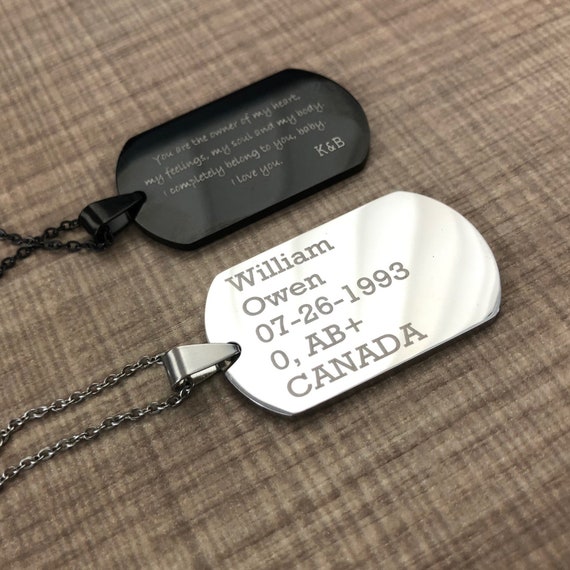 You are the owner of my heart,
my feelings, my soul and my body.
I completely belong to you, baby.
I love you.
K&B
William
Owen
07-26-1993
0, AB+
CANADA